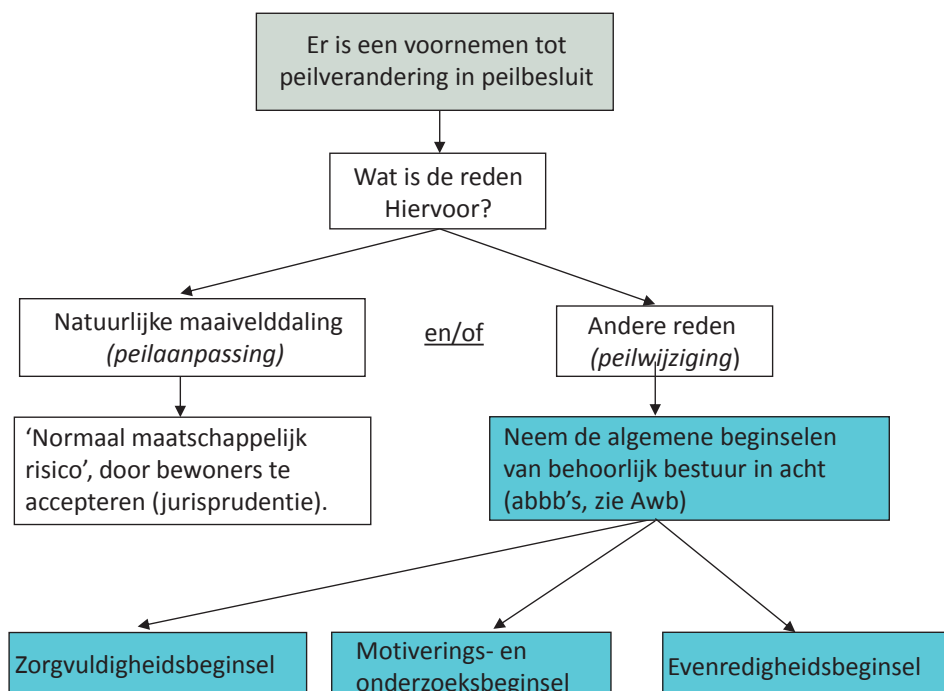 Er is een voornemen tot
peilverandering in peilbesluit
Wat is de reden
Hiervoor?
Natuurlijke maaivelddaling
(peilaanpassing)
en/of
Andere reden
(peilwijziging)
'Normaal maatschappelijk
risico', door bewoners te
accepteren (jurisprudentie).
Neem de algemene beginselen
van behoorlijk bestuur in acht
(abbb's, zie Awb)
Zorgvuldigheidsbeginsel
Motiverings- en
onderzoeksbeginsel
Evenredigheidsbeginsel